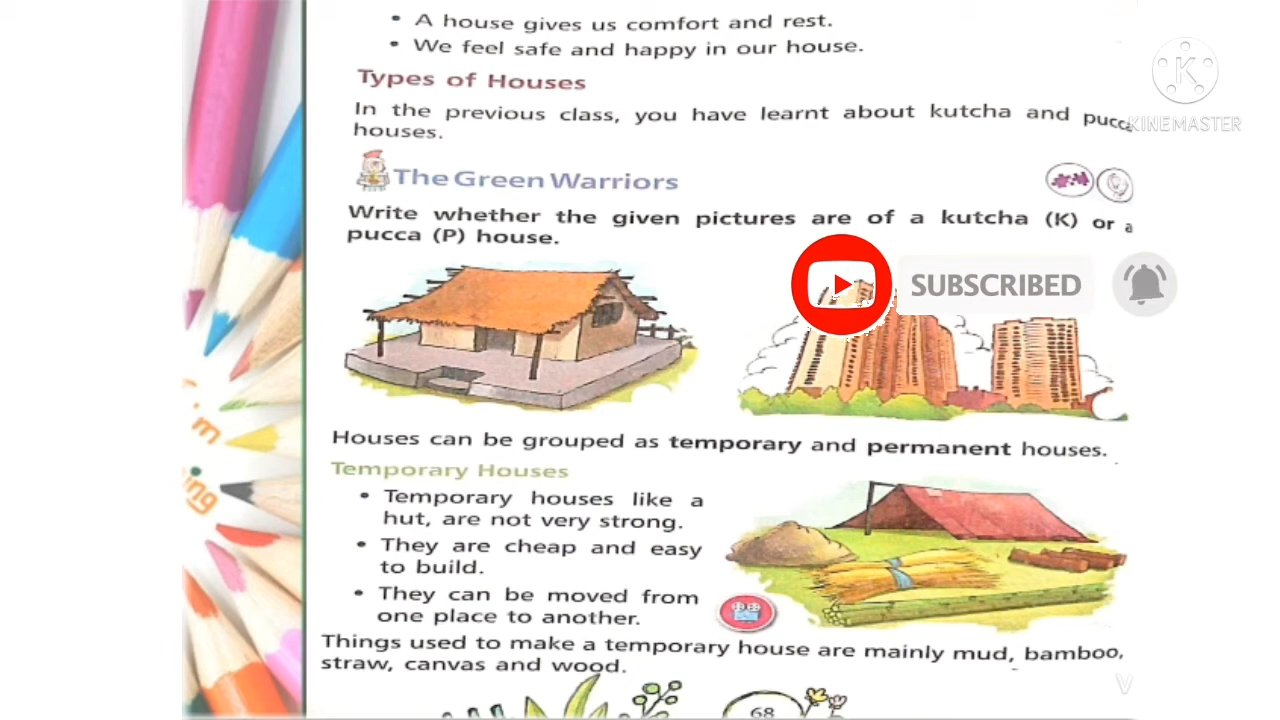 • A house gives us comfort and rest.
• We feel safe and happy in our house.
Types of Houses
In the previous class, you have learnt about kutcha and pucca
houses.
KINEMASTER
The Green Warriors
Write whether the given pictures are of a kutcha (K) or a
pucca (P) house.
SUBSCRIBED
Houses can be grouped as temporary and permanent houses.
Temporary Houses
• Temporary houses like a
hut, are not very strong.
• They are cheap and easy
to build.
• They can be moved from
one place to another.
Things used to make a temporary house are mainly mud, bamboo,
straw, canvas and wood.
68